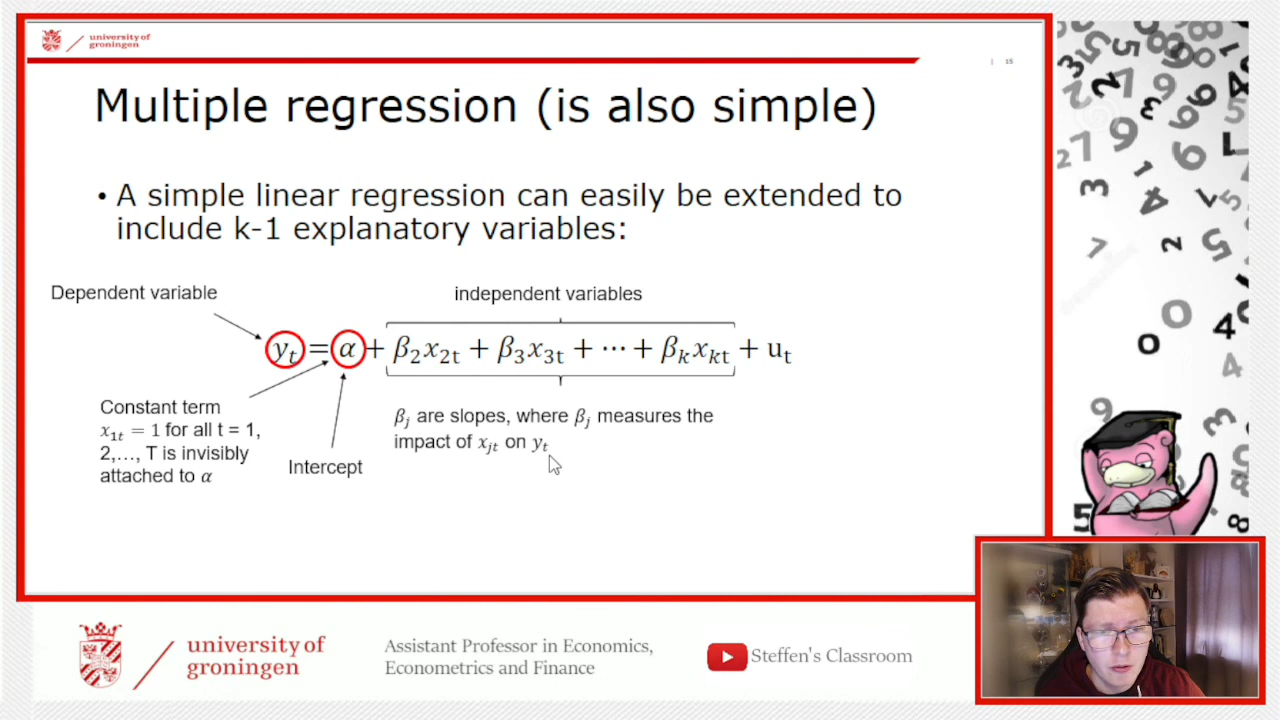 university of
groningen
| 15
Multiple regression (is also simple)
• A simple linear regression can easily be extended to
include k-1 explanatory variables:
Dependent variable
independent variables
yₜ = α + β₂x₂ₜ + β₃x₃ₜ + ⋯ + βₖxₖₜ + uₜ
Constant term
x₁ₜ = 1 for all t = 1,
2,…, T is invisibly
attached to α
Intercept
βⱼ are slopes, where βⱼ measures the
impact of xⱼₜ on yₜ
university of
groningen
Assistant Professor in Economics,
Econometrics and Finance
Steffen's Classroom